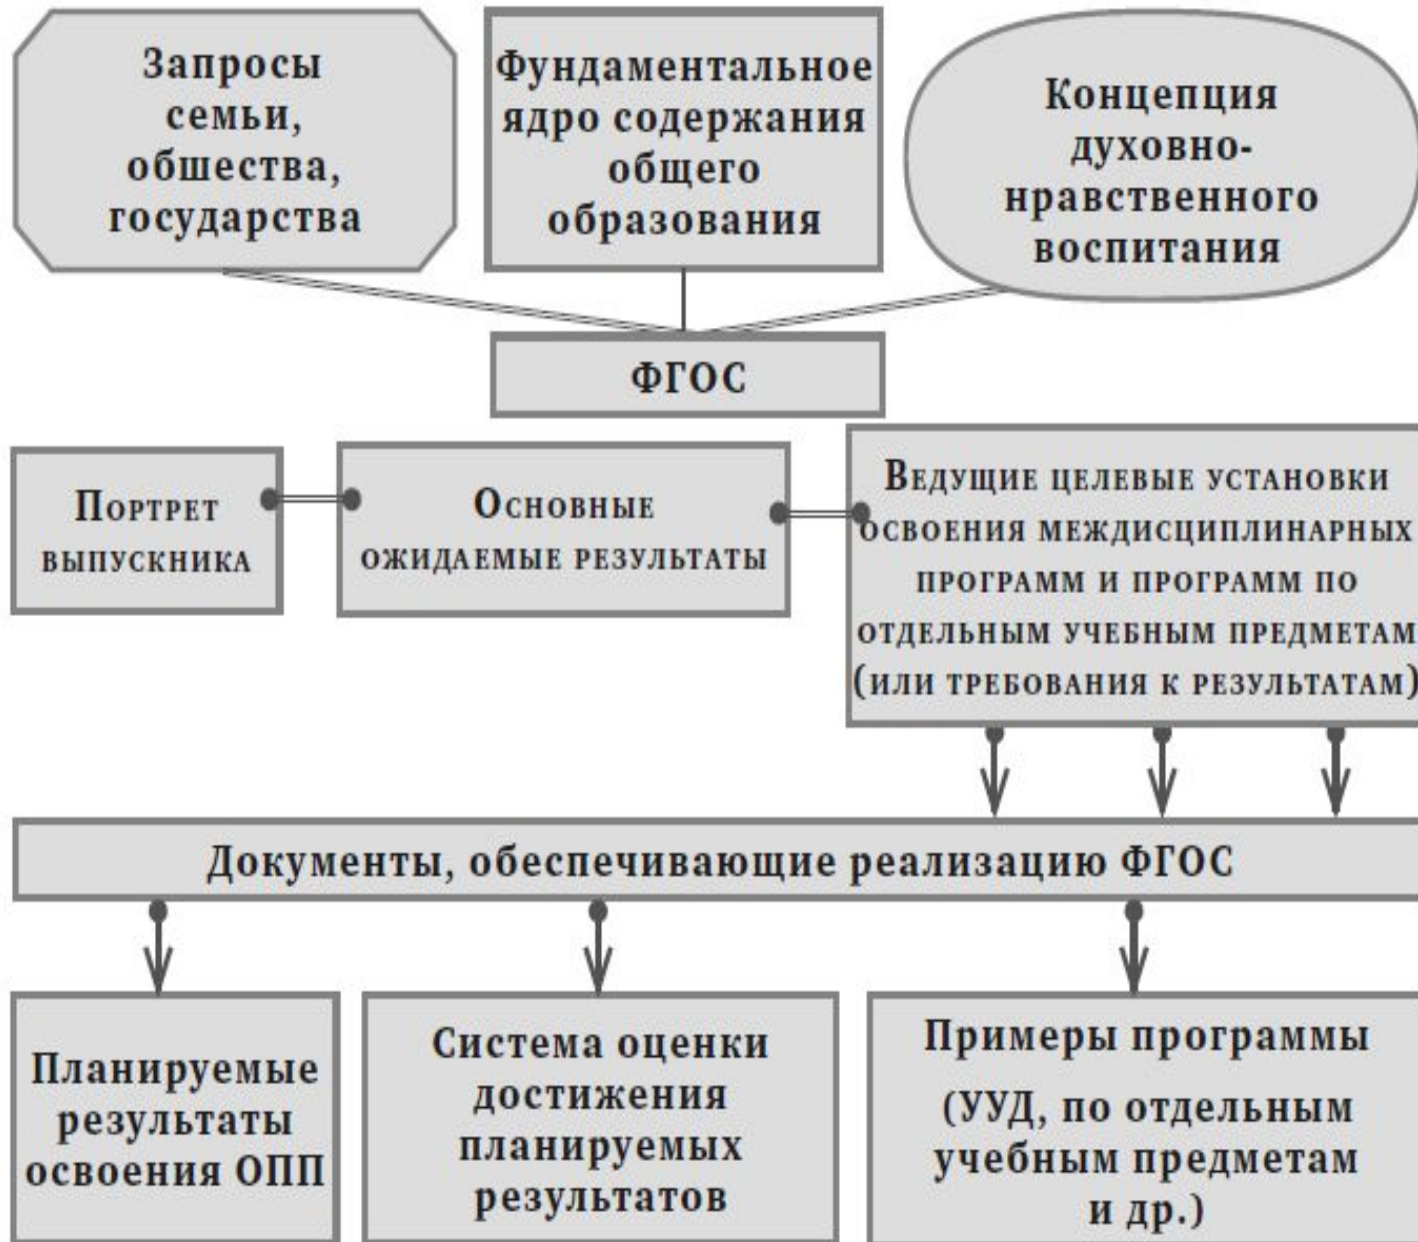 Запросы
семьи,
обшества,
государства
Фундаментальное
ядро содержания
общего
образования
Концепция
духовно-
нравственного
воспитания
ФГОС
Портрет
выпускника
Основные
ожидаемые результаты
Ведущие целевые установки
освоения междисциплинарных
программ и программ по
отдельным учебным предметам
(или требования к результатам)
Документы, обеспечивающие реализацию ФГОС
Планируемые
результаты
освоения ОПП
Система оценки
достижения
планируемых
результатов
Примеры программы
(УУД, по отдельным
учебным предметам
и др.)